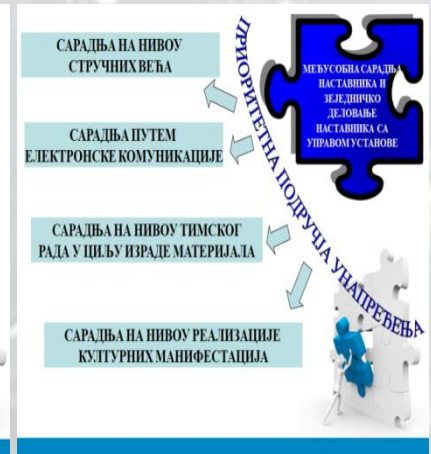 САРАДЊА НА НИВОУ
СТРУЧНИХ ВЕЋА
САРАДЊА ПУТЕМ
ЕЛЕКТРОНСКЕ КОМУНИКАЦИЈЕ
САРАДЊА НА НИВОУ ТИМСКОГ
РАДА У ЦИЉУ ИЗРАДЕ МАТЕРИЈАЛА
САРАДЊА НА НИВОУ РЕАЛИЗАЦИЈЕ
КУЛТУРНИХ МАНИФЕСТАЦИЈА
ПРИОРИТЕТНА ПОДРУЧЈА УНАПРЕЂЕЊА
МЕЂУСОБНА САРАДЊА
НАСТАВНИКА И
ЗЕЈЕДНИЧКО
ДЕЛОВАЊЕ
НАСТАВНИКА СА
УПРАВОМ УСТАНОВЕ